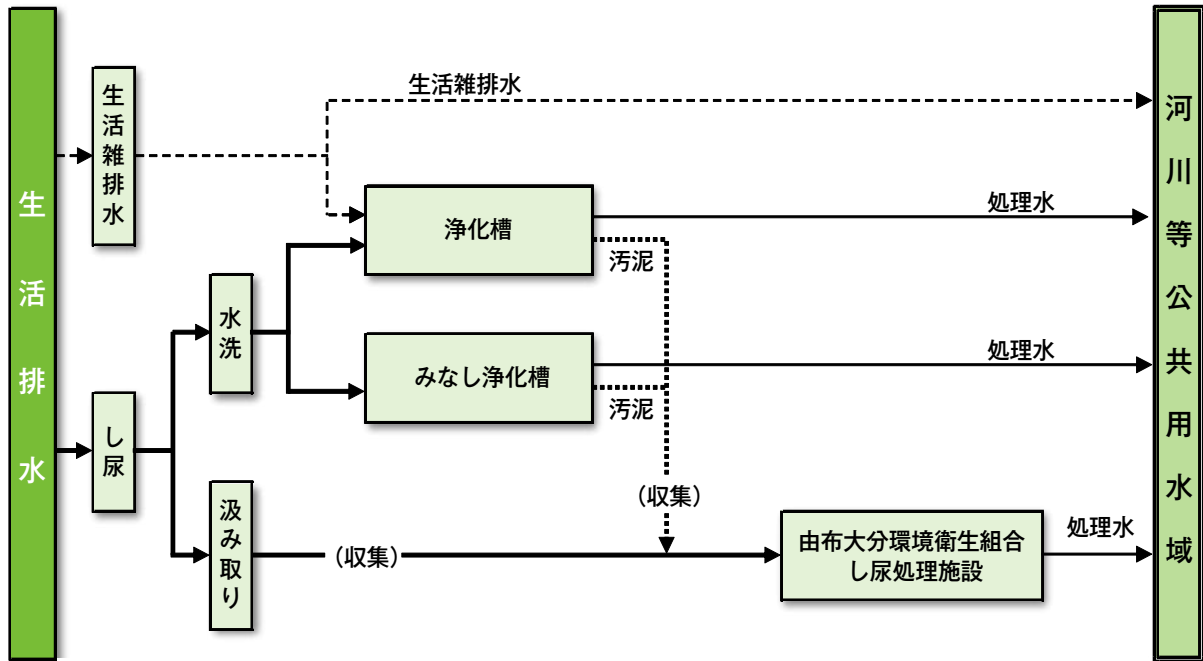 生活排水
生活雑排水
生活雑排水
河川等公共用水域
浄化槽
処理水
汚泥
水洗
みなし浄化槽
処理水
汚泥
し尿
汲み取り
(収集)
(収集)
由布大分環境衛生組合
し尿処理施設
処理水